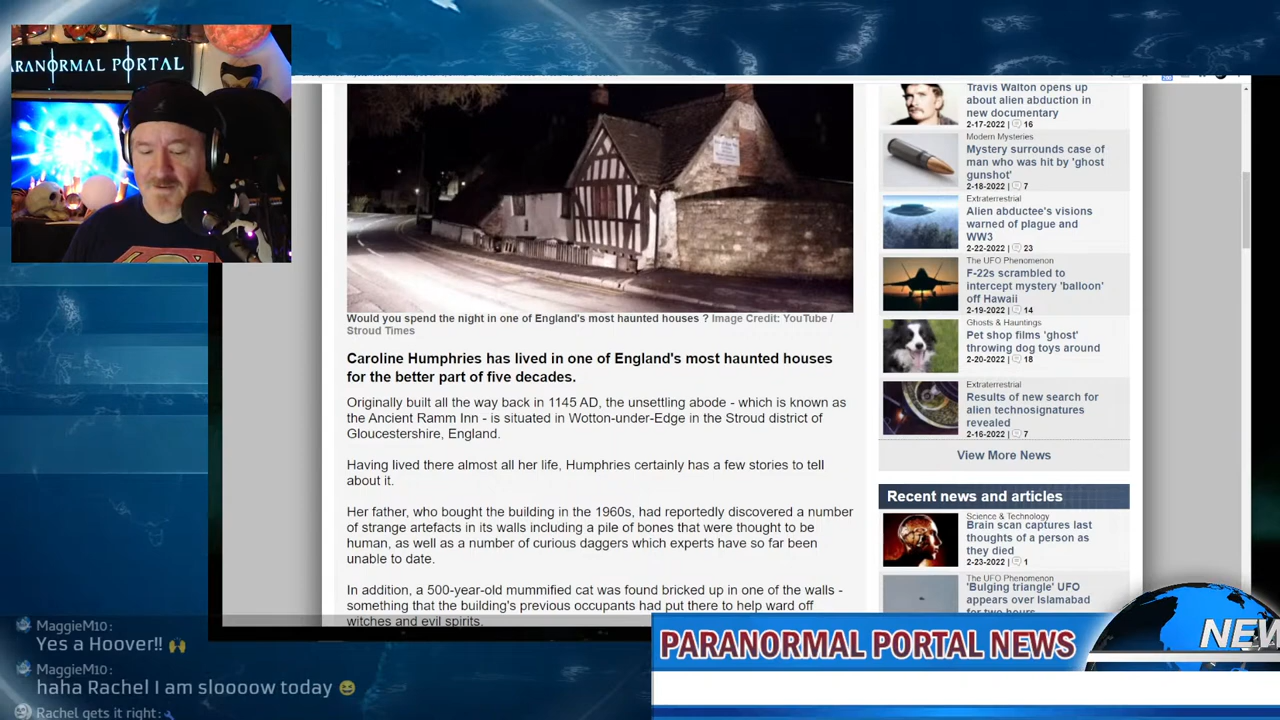 PARANORMAL PORTAL
Would you spend the night in one of England's most haunted houses ? Image Credit: YouTube /
Stroud Times
Caroline Humphries has lived in one of England's most haunted houses
for the better part of five decades.
Originally built all the way back in 1145 AD, the unsettling abode - which is known as
the Ancient Ramm Inn - is situated in Wotton-under-Edge in the Stroud district of
Gloucestershire, England.
Having lived there almost all her life, Humphries certainly has a few stories to tell
about it.
Her father, who bought the building in the 1960s, had reportedly discovered a number
of strange artefacts in its walls including a pile of bones that were thought to be
human, as well as a number of curious daggers which experts have so far been
unable to date.
In addition, a 500-year-old mummified cat was found bricked up in one of the walls -
something that the building's previous occupants had put there to help ward off
witches and evil spirits.
Travis Walton opens up
about alien abduction in
new documentary
2-17-2022 | 16
Modern Mysteries
Mystery surrounds case of
man who was hit by 'ghost
gunshot'
2-18-2022 | 7
Extraterrestrial
Alien abductee's visions
warned of plague and
WW3
2-22-2022 | 23
The UFO Phenomenon
F-22s scrambled to
intercept mystery 'balloon'
off Hawaii
2-19-2022 | 14
Ghosts & Hauntings
Pet shop films 'ghost'
throwing dog toys around
2-20-2022 | 18
Extraterrestrial
Results of new search for
alien technosignatures
revealed
2-16-2022 | 7
View More News
Recent news and articles
Science & Technology
Brain scan captures last
thoughts of a person as
they died
2-23-2022 | 1
The UFO Phenomenon
'Bulging triangle' UFO
appears over Islamabad
for two hours
MaggieM10:
Yes a Hoover!! 🙌
MaggieM10:
haha Rachel I am sloooow today 😆
Rachel gets it right:
PARANORMAL PORTAL NEWS
NEW